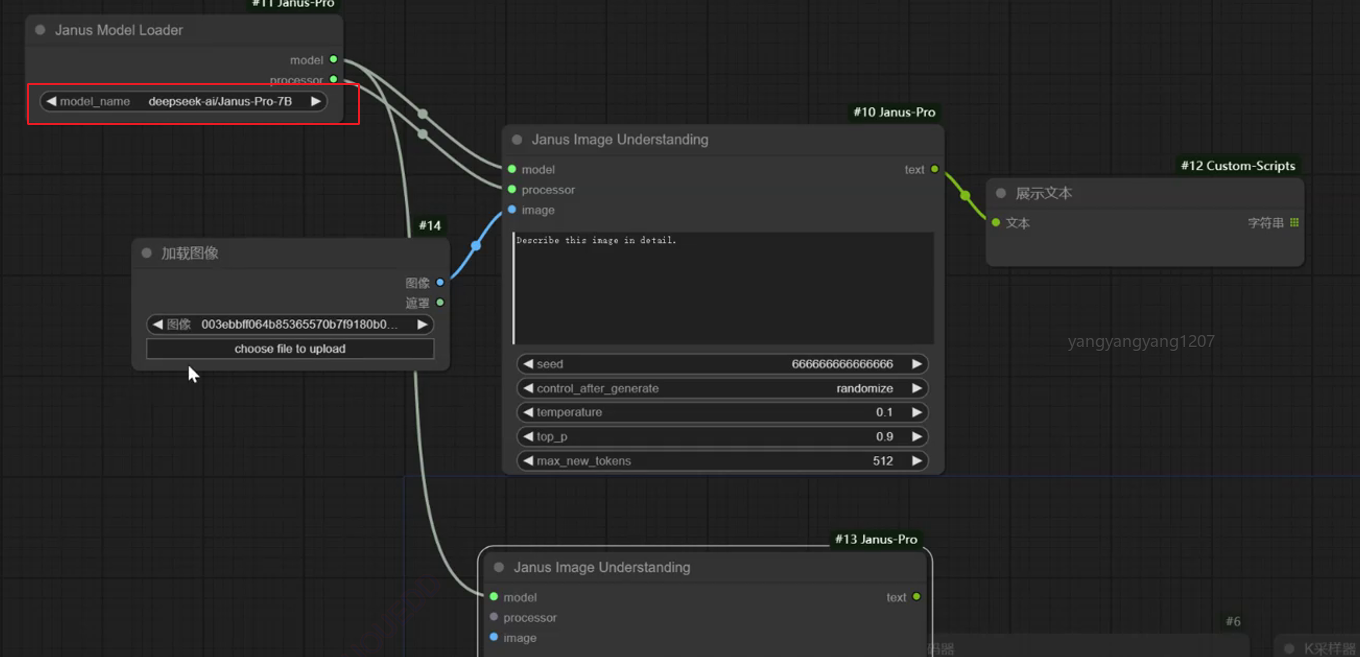 #11 Janus-Pro
Janus Model Loader
model
processor
model_name deepseek-ai/Janus-Pro-7B
#10 Janus-Pro
Janus Image Understanding
model
text
processor
image
Describe this image in detail.
seed 666666666666666
control_after_generate randomize
temperature 0.1
top_p 0.9
max_new_tokens 512
#12 Custom-Scripts
展示文本
文本
字符串
#14
加载图像
图像
遮罩
图像 003ebbff064b85365570b7f9180b0...
choose file to upload
yangyangyang1207
#13 Janus-Pro
Janus Image Understanding
model
text
processor
image
#6
码器
K采样器